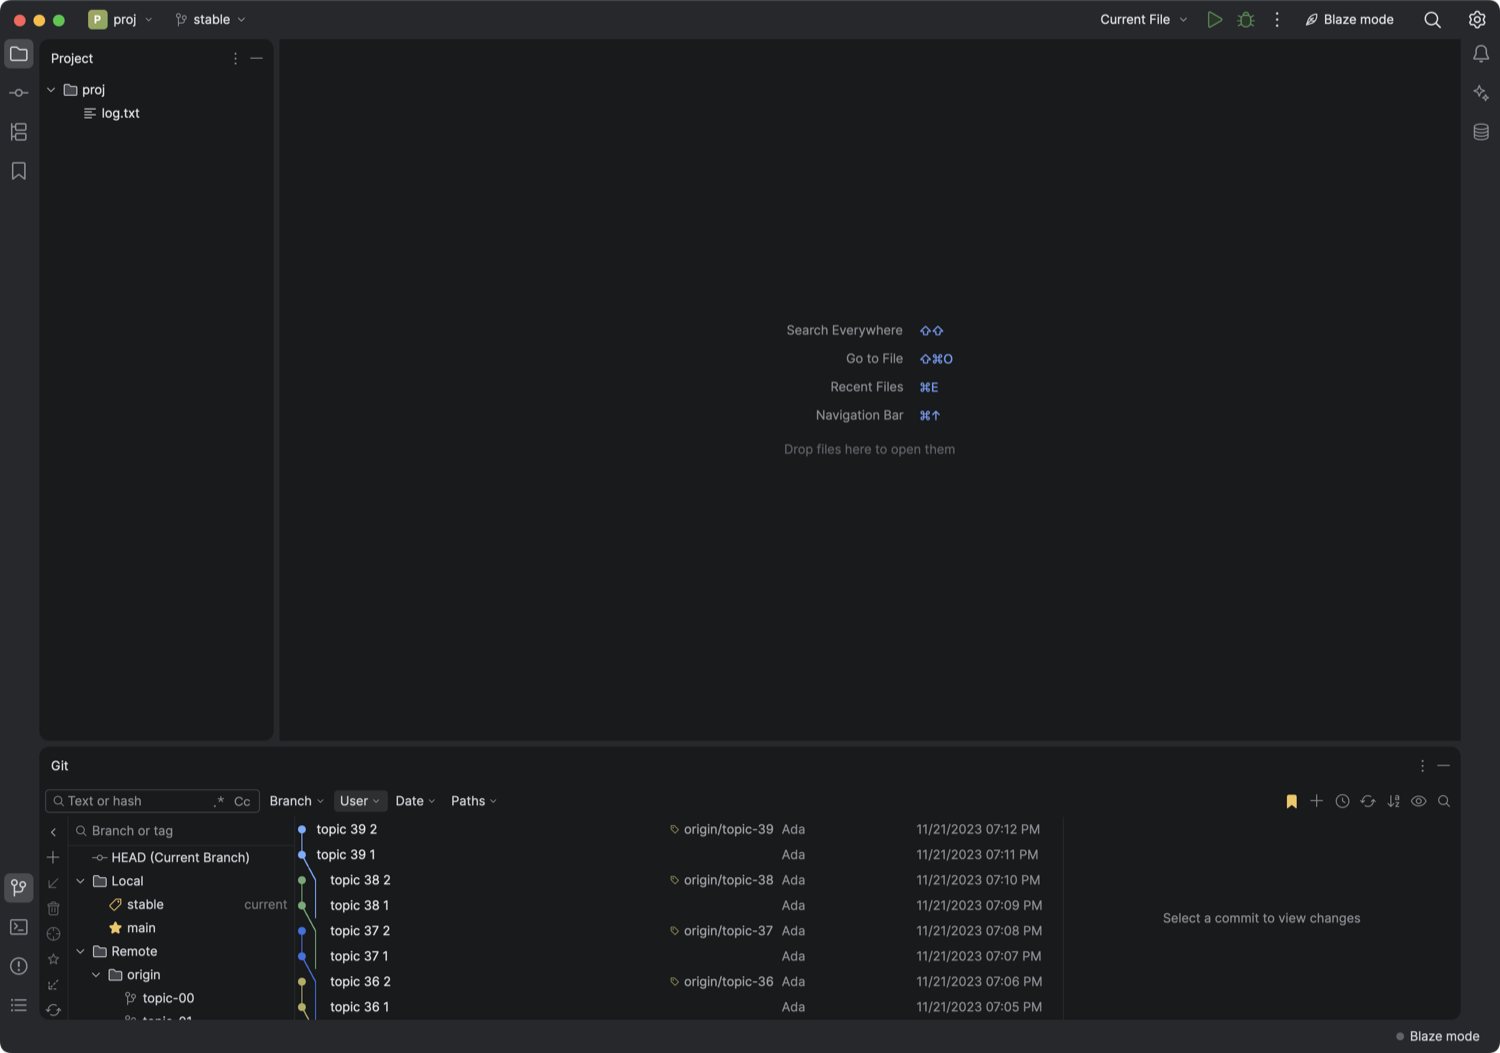 P proj stable Current File Blaze mode
Project
proj
log.txt
Search Everywhere ⇧⇧
Go to File ⇧⌘O
Recent Files ⌘E
Navigation Bar ⌘↑
Drop files here to open them
Git
Text or hash .* Cc Branch User Date Paths
Branch or tag
HEAD (Current Branch)
Local
stable current
main
Remote
origin
topic-00
topic-01
topic 39 2 origin/topic-39 Ada 11/21/2023 07:12 PM
topic 39 1 Ada 11/21/2023 07:11 PM
topic 38 2 origin/topic-38 Ada 11/21/2023 07:10 PM
topic 38 1 Ada 11/21/2023 07:09 PM
topic 37 2 origin/topic-37 Ada 11/21/2023 07:08 PM
topic 37 1 Ada 11/21/2023 07:07 PM
topic 36 2 origin/topic-36 Ada 11/21/2023 07:06 PM
topic 36 1 Ada 11/21/2023 07:05 PM
Select a commit to view changes
Blaze mode